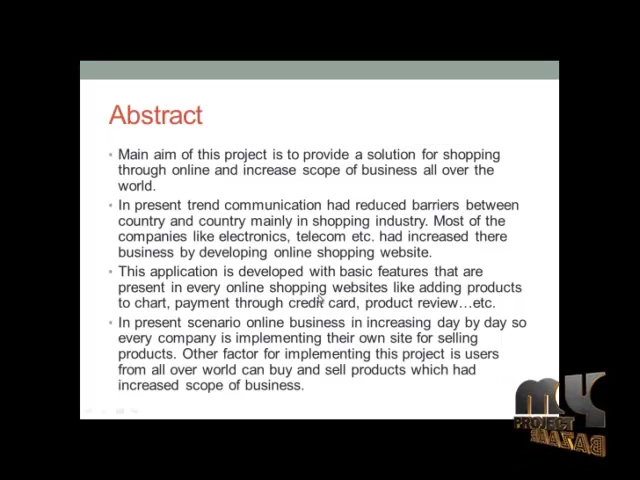 Abstract
• Main aim of this project is to provide a solution for shopping
through online and increase scope of business all over the
world.
• In present trend communication had reduced barriers between
country and country mainly in shopping industry. Most of the
companies like electronics, telecom etc. had increased there
business by developing online shopping website.
• This application is developed with basic features that are
present in every online shopping websites like adding products
to chart, payment through credit card, product review…etc.
• In present scenario online business in increasing day by day so
every company is implementing their own site for selling
products. Other factor for implementing this project is users
from all over world can buy and sell products which had
increased scope of business.
MY
PROJECT
BAZAAR